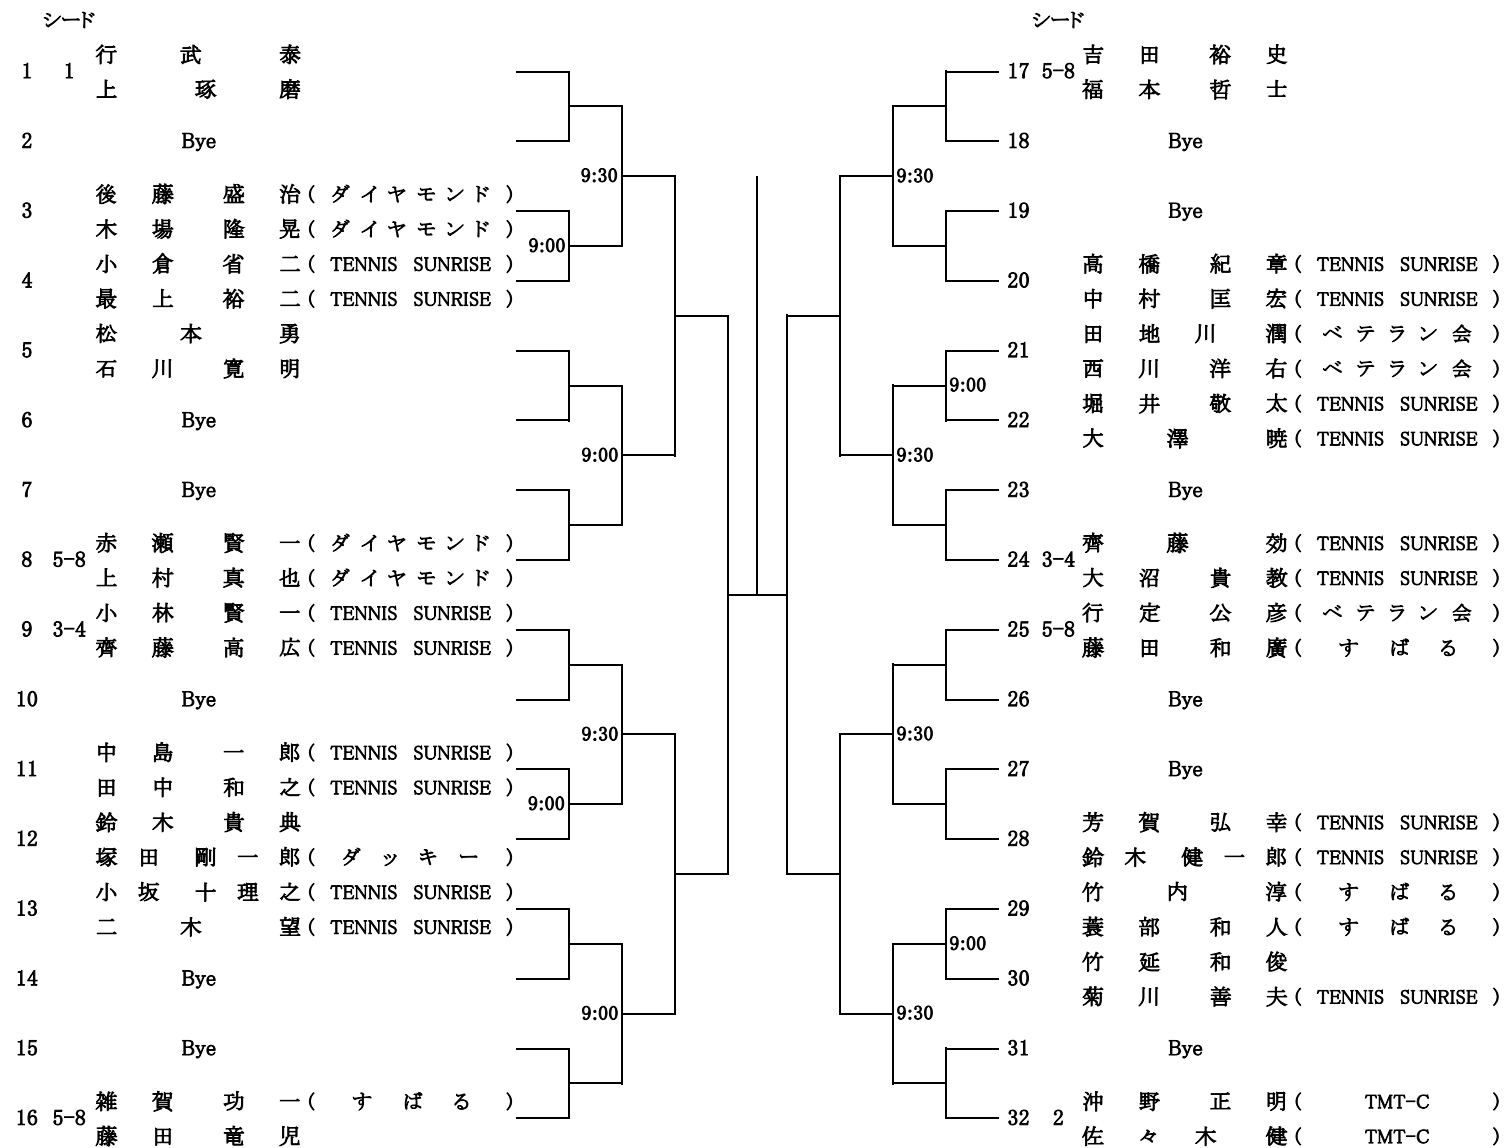 シード
1 1 行武泰
上琢磨
2 Bye
9:30
3 後藤盛治(ダイヤモンド)
木場隆晃(ダイヤモンド)
9:00
4 小倉省二(TENNIS SUNRISE)
最上裕二(TENNIS SUNRISE)
5 松本勇
石川寛明
6 Bye
9:00
7 Bye
8 5-8 赤瀬賢一(ダイヤモンド)
上村真也(ダイヤモンド)
9 3-4 小林賢一(TENNIS SUNRISE)
齊藤高広(TENNIS SUNRISE)
10 Bye
9:30
11 中島一郎(TENNIS SUNRISE)
田中和之(TENNIS SUNRISE)
9:00
12 鈴木貴典
塚田剛一郎(ダッキー)
13 小坂十理之(TENNIS SUNRISE)
二木望(TENNIS SUNRISE)
14 Bye
9:00
15 Bye
16 5-8 雑賀功一(すばる)
藤田竜児
シード
17 5-8 吉田裕史
福本哲士
18 Bye
9:30
19 Bye
20 高橋紀章(TENNIS SUNRISE)
中村匡宏(TENNIS SUNRISE)
21 田地川潤(ベテラン会)
西川洋右(ベテラン会)
9:00
22 堀井敬太(TENNIS SUNRISE)
大澤暁(TENNIS SUNRISE)
9:30
23 Bye
24 3-4 齊藤効(TENNIS SUNRISE)
大沼貴教(TENNIS SUNRISE)
25 5-8 行定公彦(ベテラン会)
藤田和廣(すばる)
26 Bye
9:30
27 Bye
28 芳賀弘幸(TENNIS SUNRISE)
鈴木健一郎(TENNIS SUNRISE)
29 竹内淳(すばる)
蓑部和人(すばる)
9:00
30 竹延和俊
菊川善夫(TENNIS SUNRISE)
9:30
31 Bye
32 2 沖野正明(TMT-C)
佐々木健(TMT-C)